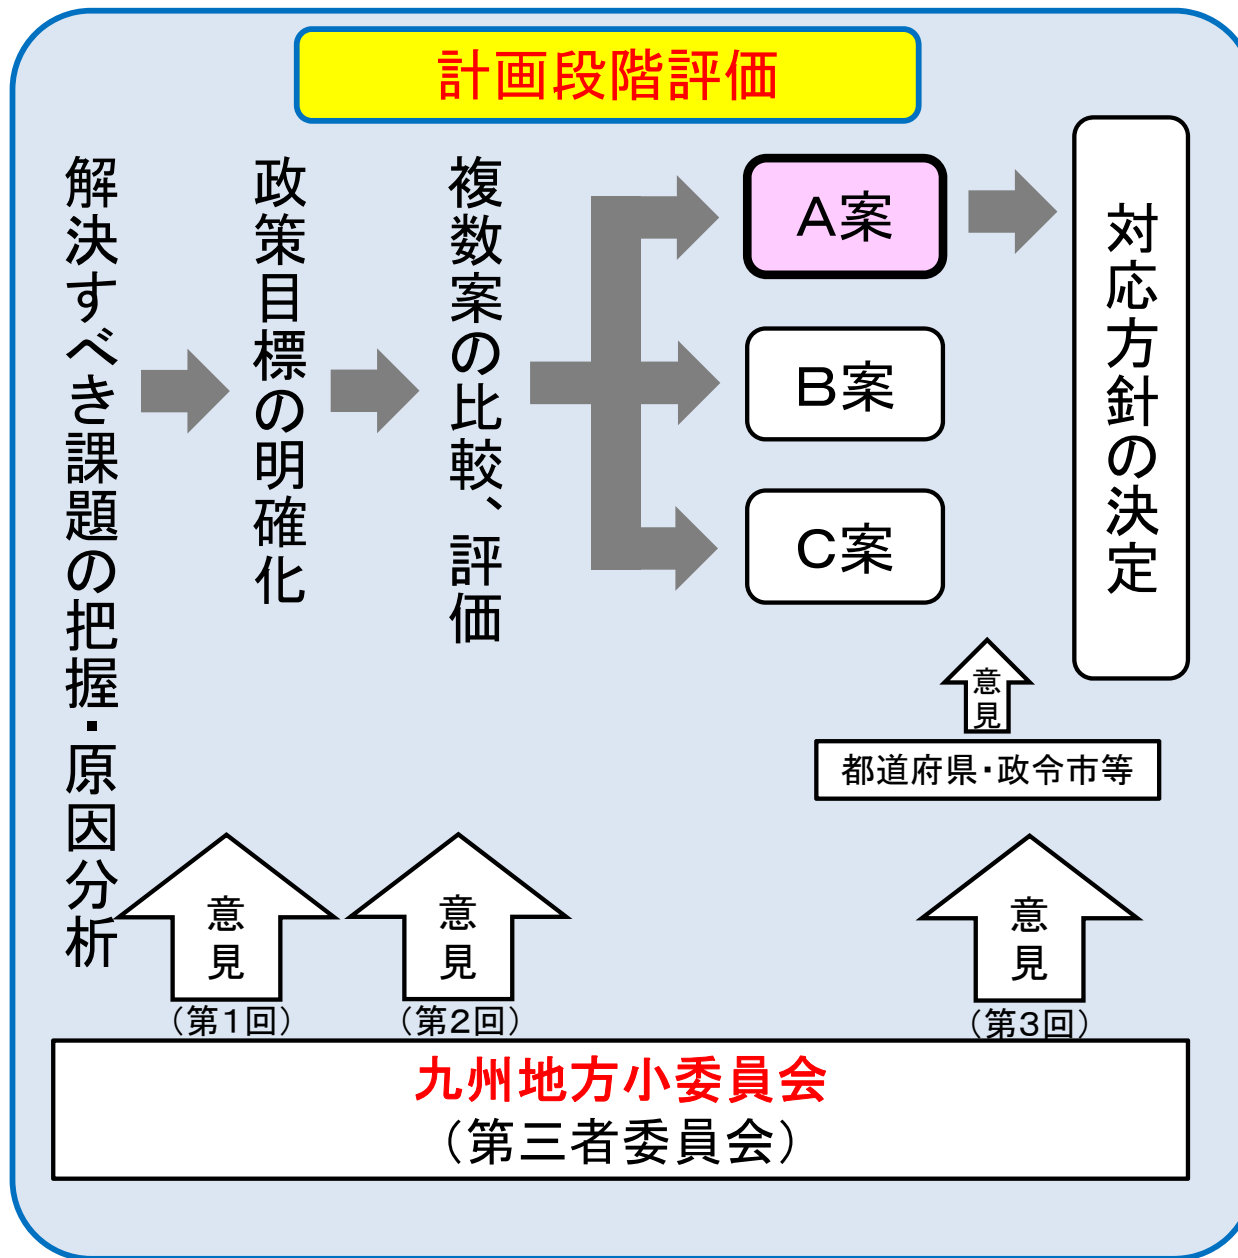 計画段階評価
解決すべき課題の把握・原因分析
政策目標の明確化
複数案の比較、評価
A案
B案
C案
対応方針の決定
意見
都道府県・政令市等
意見
(第1回)
意見
(第2回)
意見
(第3回)
九州地方小委員会
(第三者委員会)